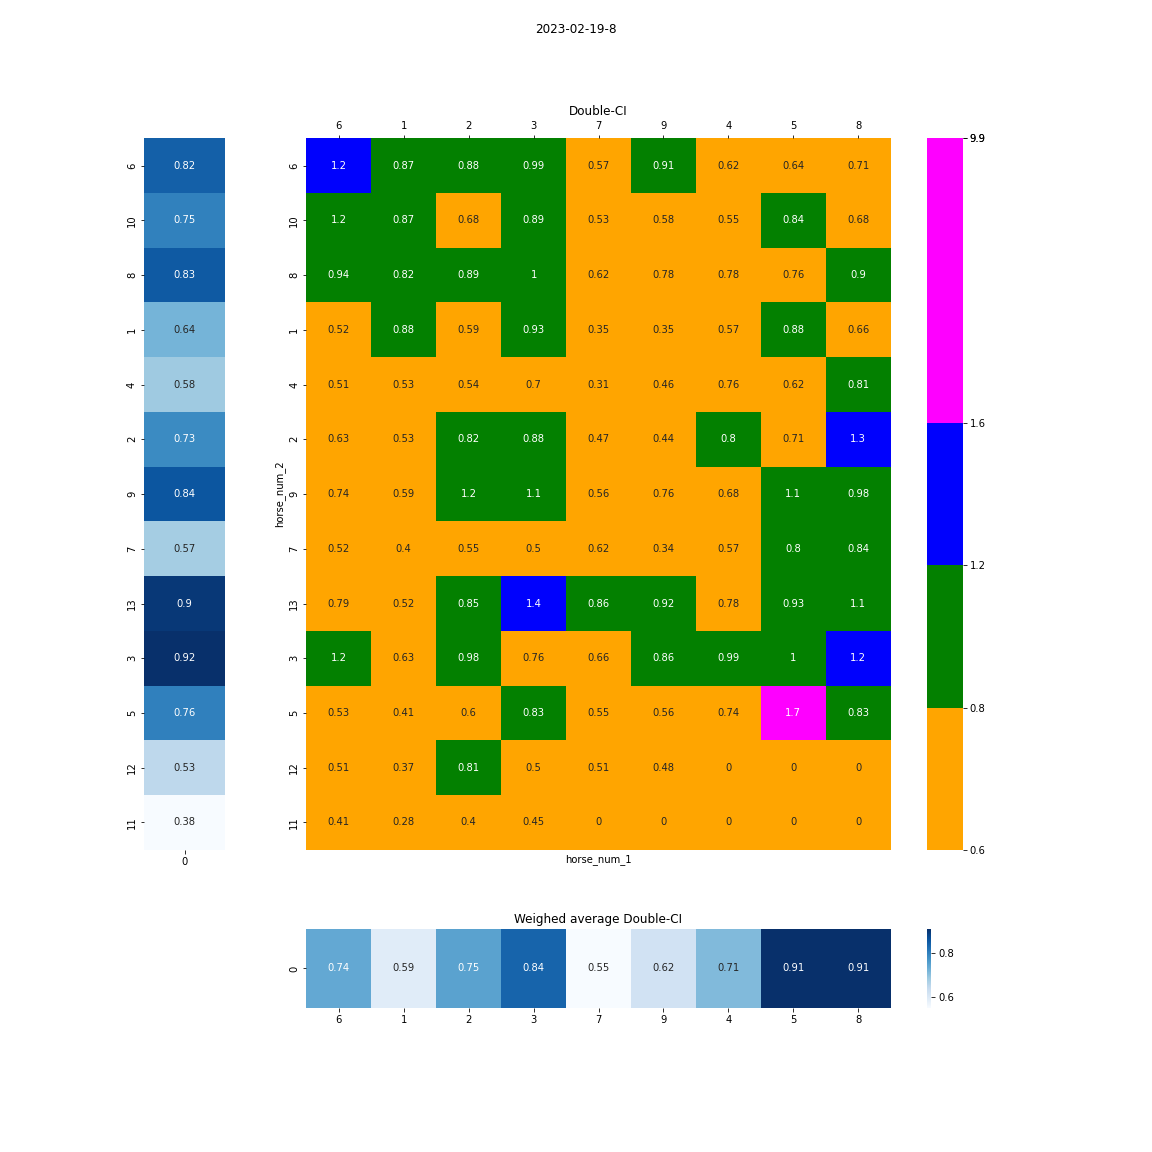 2023-02-19-8
Double-CI
6 1 2 3 7 9 4 5 8
6 0.82 6 1.2 0.87 0.88 0.99 0.57 0.91 0.62 0.64 0.71 9.9
10 0.75 10 1.2 0.87 0.68 0.89 0.53 0.58 0.55 0.84 0.68
8 0.83 8 0.94 0.82 0.89 1 0.62 0.78 0.78 0.76 0.9
1 0.64 1 0.52 0.88 0.59 0.93 0.35 0.35 0.57 0.88 0.66
4 0.58 4 0.51 0.53 0.54 0.7 0.31 0.46 0.76 0.62 0.81
2 0.73 2 0.63 0.53 0.82 0.88 0.47 0.44 0.8 0.71 1.3 1.6
horse_num_2
9 0.84 9 0.74 0.59 1.2 1.1 0.56 0.76 0.68 1.1 0.98
7 0.57 7 0.52 0.4 0.55 0.5 0.62 0.34 0.57 0.8 0.84 1.2
13 0.9 13 0.79 0.52 0.85 1.4 0.86 0.92 0.78 0.93 1.1
3 0.92 3 1.2 0.63 0.98 0.76 0.66 0.86 0.99 1 1.2
5 0.76 5 0.53 0.41 0.6 0.83 0.55 0.56 0.74 1.7 0.83 0.8
12 0.53 12 0.51 0.37 0.81 0.5 0.51 0.48 0 0 0
11 0.38 11 0.41 0.28 0.4 0.45 0 0 0 0 0 0.6
0 horse_num_1
Weighed average Double-CI
0 0.74 0.59 0.75 0.84 0.55 0.62 0.71 0.91 0.91 0.8
0.6
6 1 2 3 7 9 4 5 8